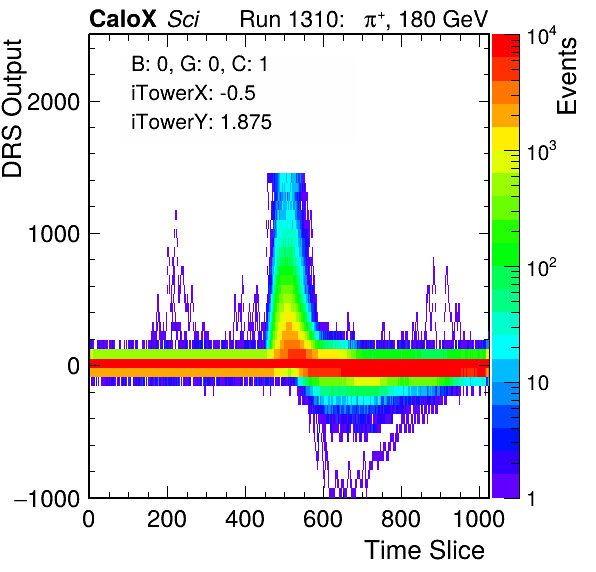 CaloX Sci Run 1310: π⁺, 180 GeV
B: 0, G: 0, C: 1
iTowerX: -0.5
iTowerY: 1.875
DRS Output
2000
1000
0
−1000
0 200 400 600 800 1000
Time Slice
Events
10⁴
10³
10²
10
1